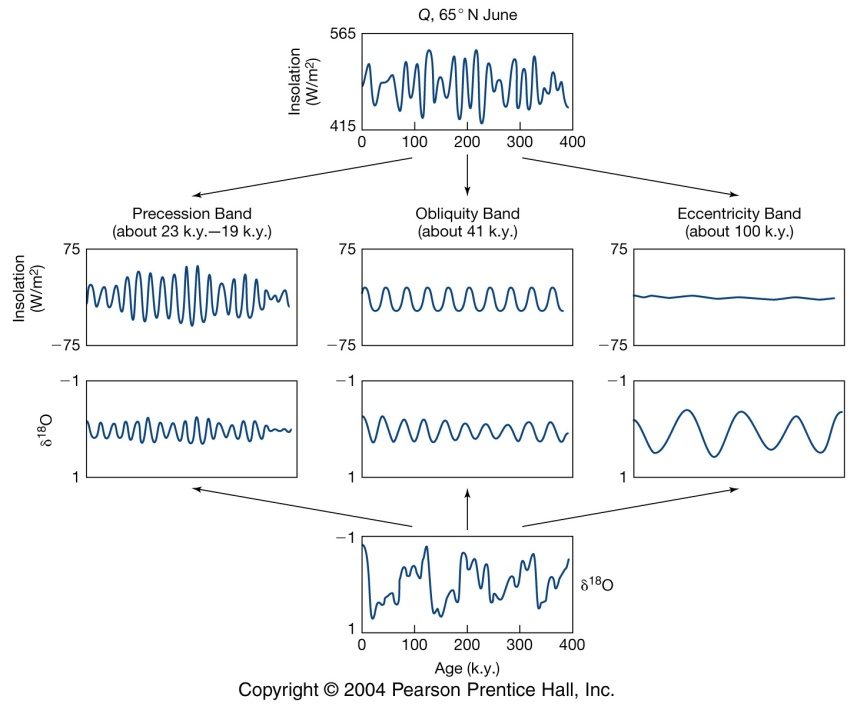 Q, 65° N June
565
Insolation
(W/m²)
415
0 100 200 300 400
Precession Band
(about 23 k.y.—19 k.y.)
Obliquity Band
(about 41 k.y.)
Eccentricity Band
(about 100 k.y.)
75
Insolation
(W/m²)
−75
75
−75
75
−75
−1
δ¹⁸O
1
−1
1
−1
1
−1
δ¹⁸O
1
0 100 200 300 400
Age (k.y.)
Copyright © 2004 Pearson Prentice Hall, Inc.